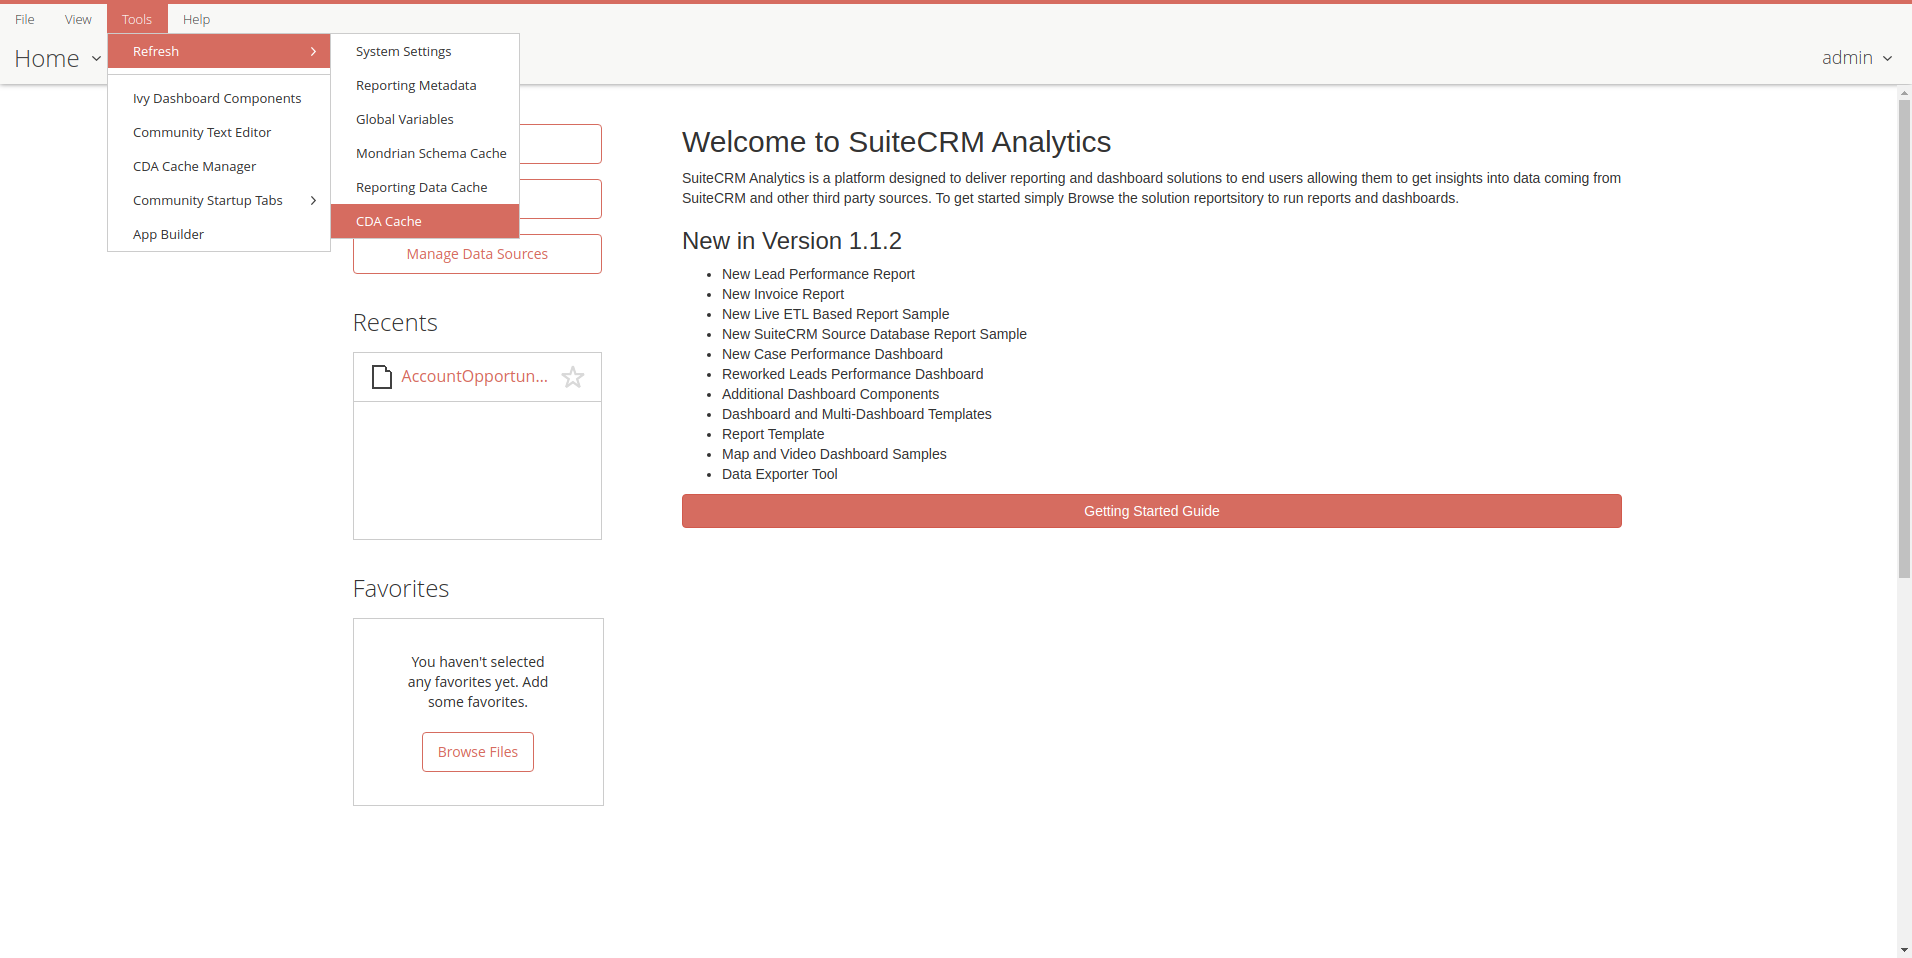 File View Tools Help
Home
admin
Refresh
Ivy Dashboard Components
Community Text Editor
CDA Cache Manager
Community Startup Tabs
App Builder
System Settings
Reporting Metadata
Global Variables
Mondrian Schema Cache
Reporting Data Cache
CDA Cache
Manage Data Sources
Recents
AccountOpportun...
Favorites
You haven't selected
any favorites yet. Add
some favorites.
Browse Files
Welcome to SuiteCRM Analytics
SuiteCRM Analytics is a platform designed to deliver reporting and dashboard solutions to end users allowing them to get insights into data coming from
SuiteCRM and other third party sources. To get started simply Browse the solution reportsitory to run reports and dashboards.
New in Version 1.1.2
• New Lead Performance Report
• New Invoice Report
• New Live ETL Based Report Sample
• New SuiteCRM Source Database Report Sample
• New Case Performance Dashboard
• Reworked Leads Performance Dashboard
• Additional Dashboard Components
• Dashboard and Multi-Dashboard Templates
• Report Template
• Map and Video Dashboard Samples
• Data Exporter Tool
Getting Started Guide